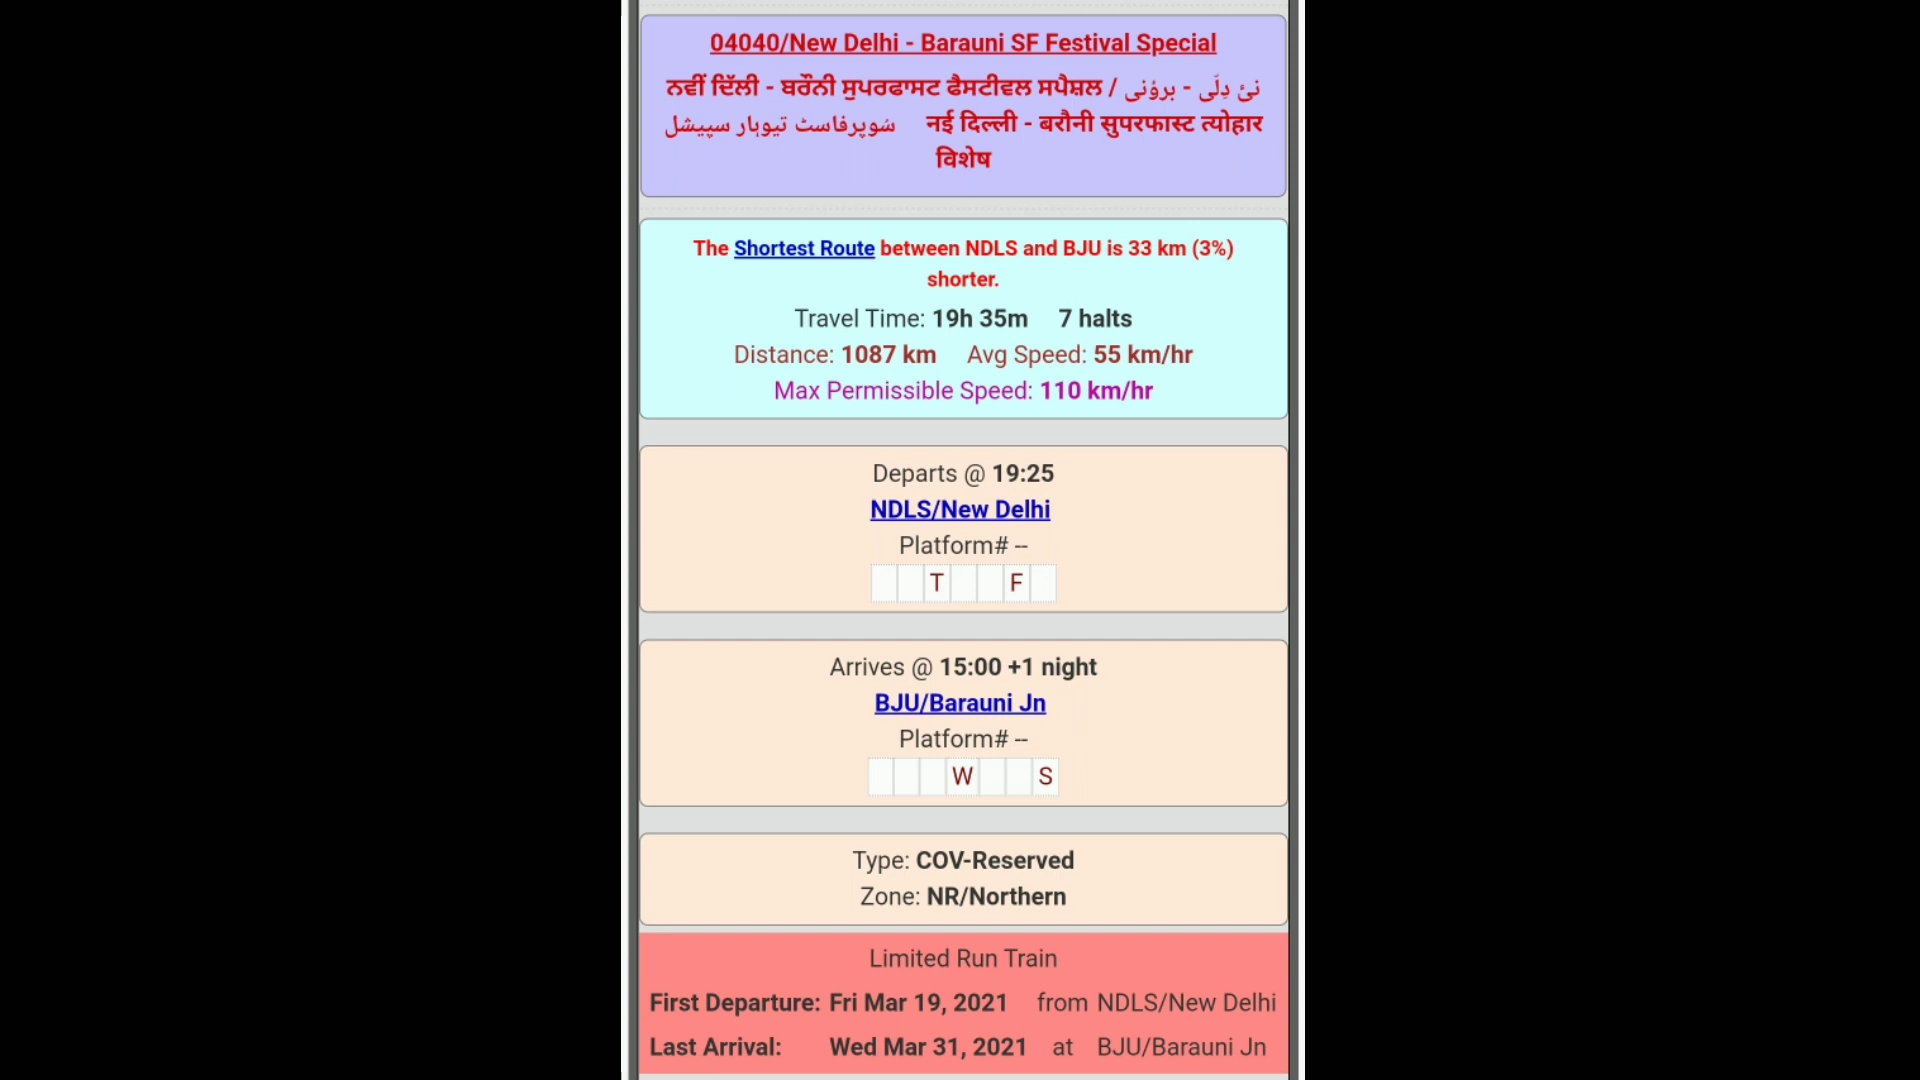 04040/New Delhi - Barauni SF Festival Special
ਨਵੀਂ ਦਿੱਲੀ - ਬਰੌਨੀ ਸੁਪਰਫਾਸਟ ਫੈਸਟੀਵਲ ਸਪੈਸ਼ਲ / نئ دِلّی - برؤنی
سُوپرفاسٹ تیوہار سپیشل नई दिल्ली - बरौनी सुपरफास्ट त्योहार
विशेष
The Shortest Route between NDLS and BJU is 33 km (3%)
shorter.
Travel Time: 19h 35m 7 halts
Distance: 1087 km Avg Speed: 55 km/hr
Max Permissible Speed: 110 km/hr
Departs @ 19:25
NDLS/New Delhi
Platform# --
T F
Arrives @ 15:00 +1 night
BJU/Barauni Jn
Platform# --
W S
Type: COV-Reserved
Zone: NR/Northern
Limited Run Train
First Departure: Fri Mar 19, 2021 from NDLS/New Delhi
Last Arrival: Wed Mar 31, 2021 at BJU/Barauni Jn